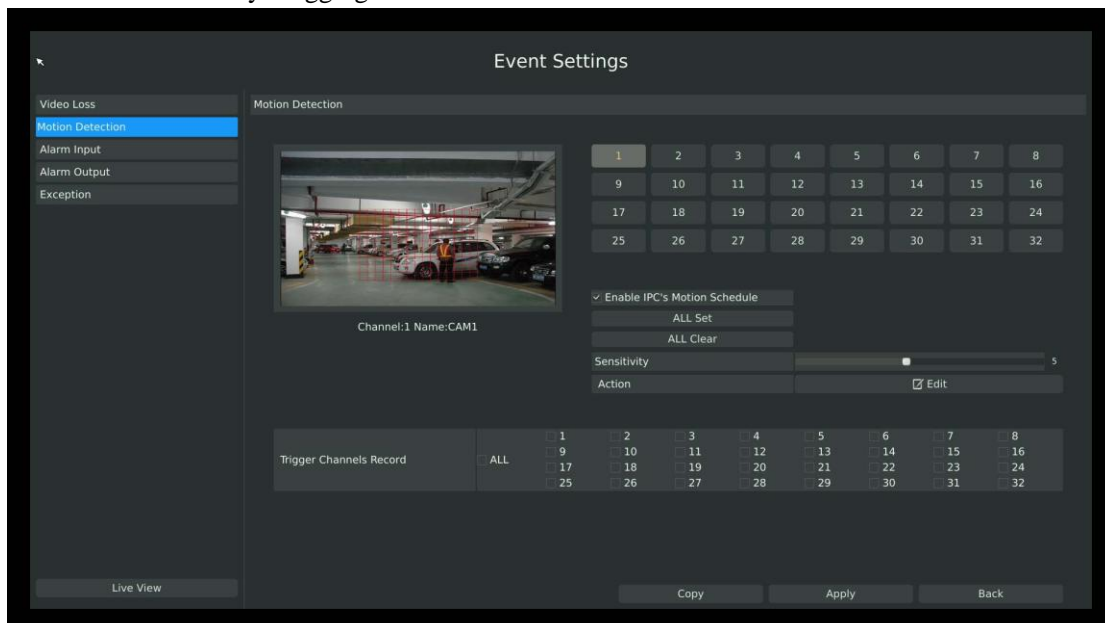 Event Settings
Video Loss
Motion Detection
Alarm Input
Alarm Output
Exception
Live View
Motion Detection
Channel:1 Name:CAM1
1 2 3 4 5 6 7 8
9 10 11 12 13 14 15 16
17 18 19 20 21 22 23 24
25 26 27 28 29 30 31 32
Enable IPC's Motion Schedule
ALL Set
ALL Clear
Sensitivity 5
Action Edit
Trigger Channels Record ALL
1 2 3 4 5 6 7 8
9 10 11 12 13 14 15 16
17 18 19 20 21 22 23 24
25 26 27 28 29 30 31 32
Copy Apply Back